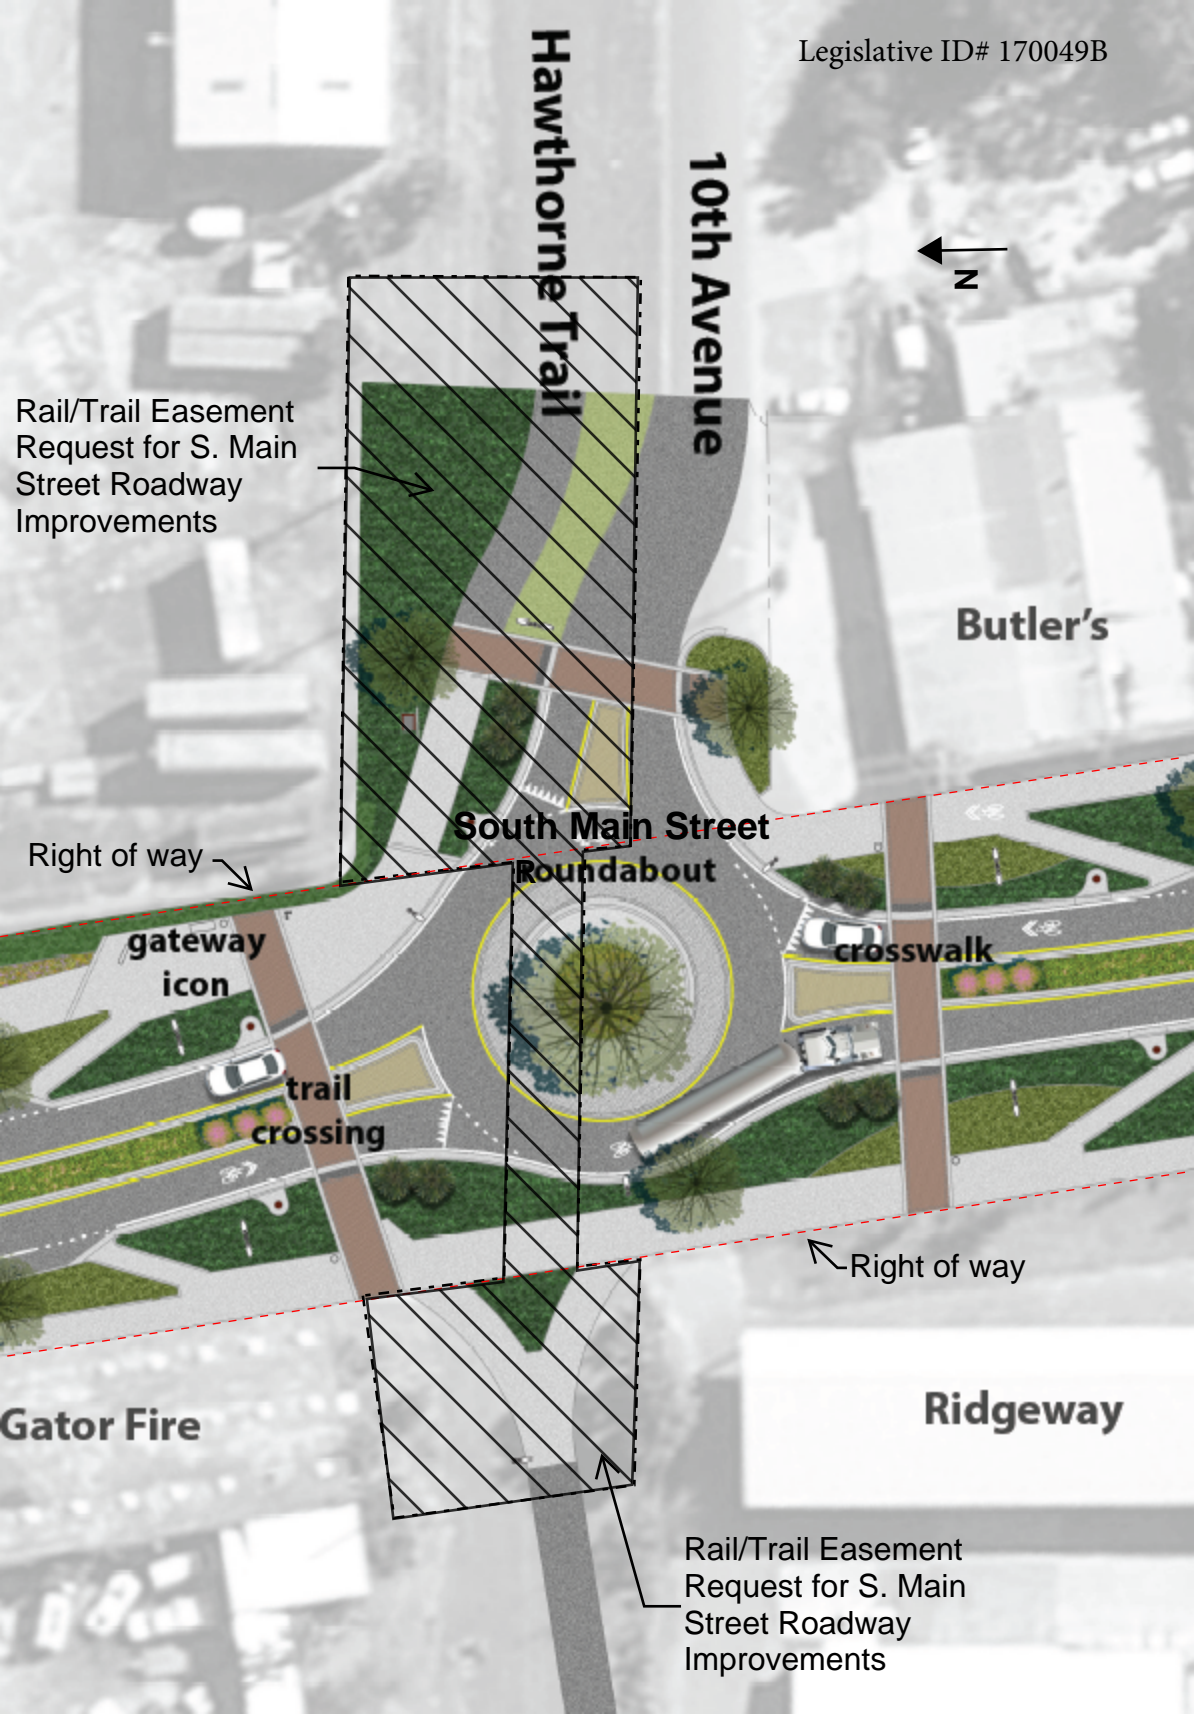 Legislative ID# 170049B
Hawthorne Trail
10th Avenue
N
Rail/Trail Easement
Request for S. Main
Street Roadway
Improvements
Butler's
South Main Street
Roundabout
Right of way
gateway
icon
crosswalk
trail
crossing
Right of way
Gator Fire
Ridgeway
Rail/Trail Easement
Request for S. Main
Street Roadway
Improvements